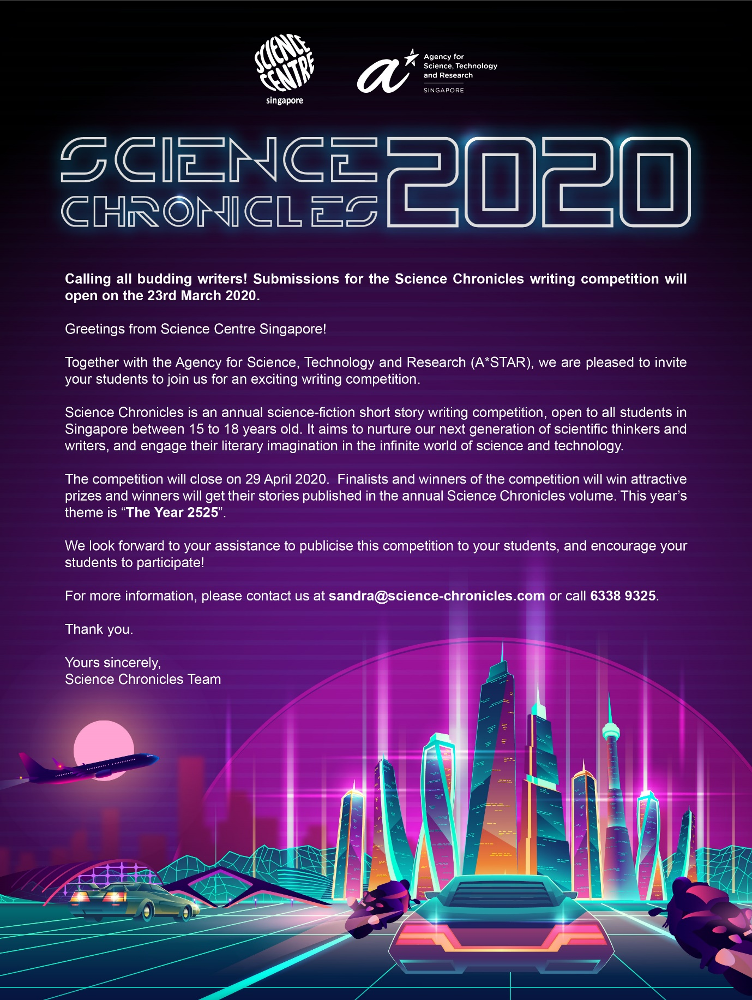 SCIENCE
CENTRE
singapore
a
Agency for
Science, Technology
and Research
SINGAPORE
SCIENCE
CHRONICLES
2020
Calling all budding writers! Submissions for the Science Chronicles writing competition will
open on the 23rd March 2020.
Greetings from Science Centre Singapore!
Together with the Agency for Science, Technology and Research (A*STAR), we are pleased to invite
your students to join us for an exciting writing competition.
Science Chronicles is an annual science-fiction short story writing competition, open to all students in
Singapore between 15 to 18 years old. It aims to nurture our next generation of scientific thinkers and
writers, and engage their literary imagination in the infinite world of science and technology.
The competition will close on 29 April 2020.  Finalists and winners of the competition will win attractive
prizes and winners will get their stories published in the annual Science Chronicles volume. This year’s
theme is “The Year 2525”.
We look forward to your assistance to publicise this competition to your students, and encourage your
students to participate!
For more information, please contact us at sandra@science-chronicles.com or call 6338 9325.
Thank you.
Yours sincerely,
Science Chronicles Team